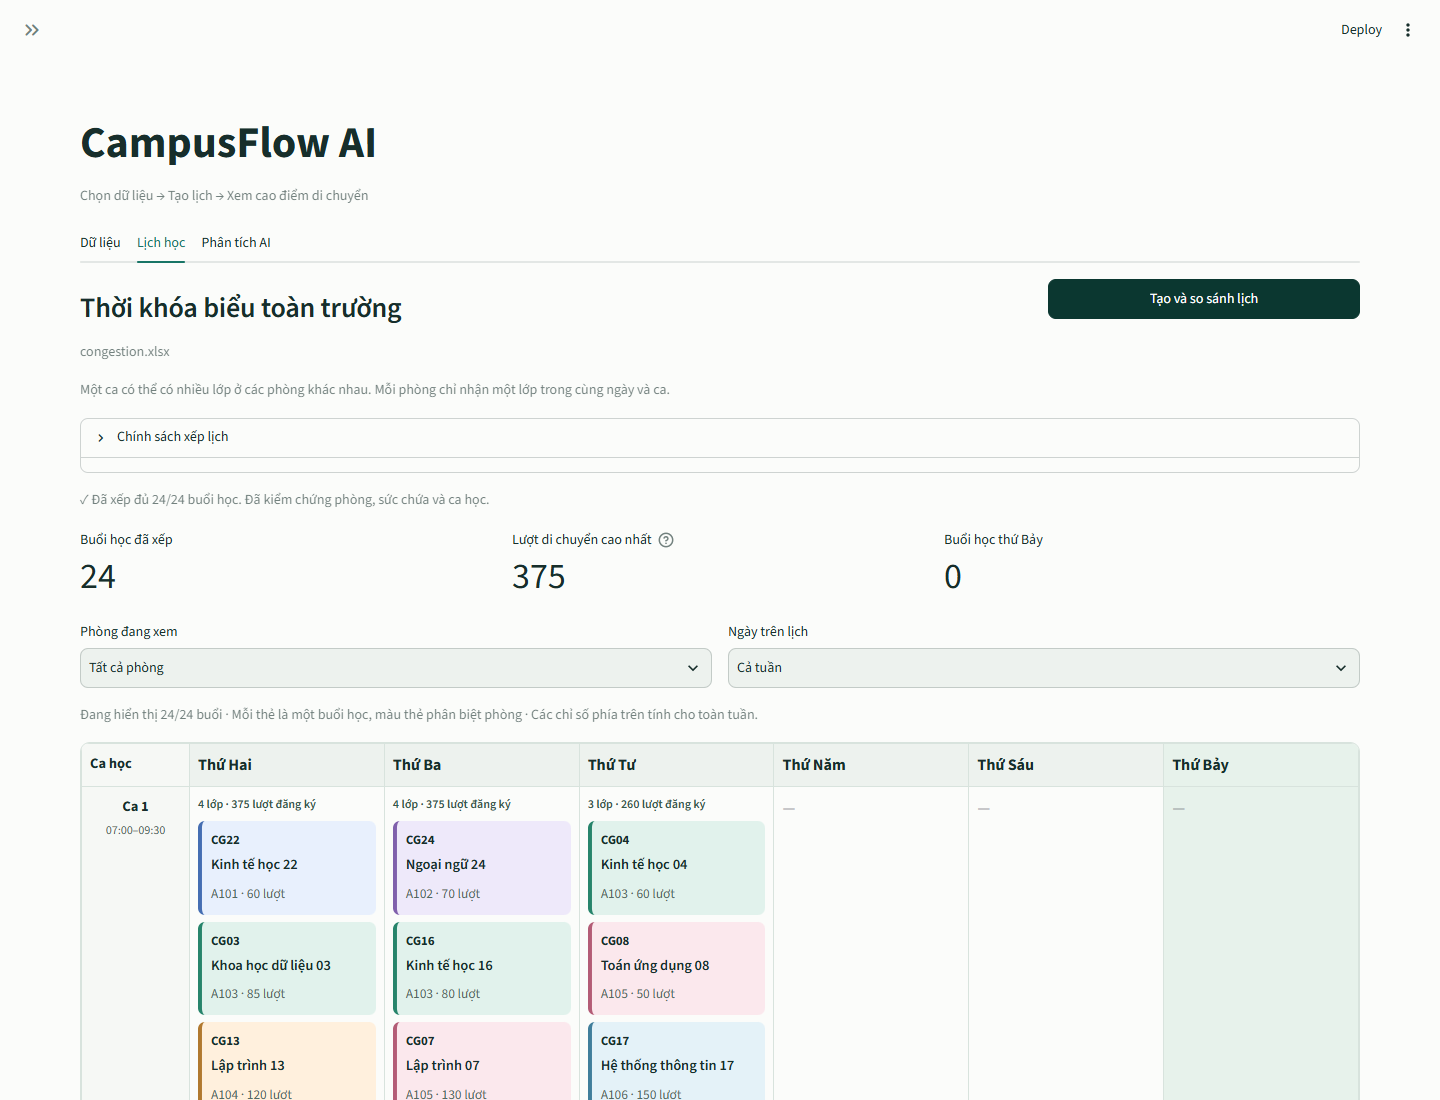 Deploy
CampusFlow AI
Chọn dữ liệu → Tạo lịch → Xem cao điểm di chuyển
Dữ liệu Lịch học Phân tích AI
Thời khóa biểu toàn trường
Tạo và so sánh lịch
congestion.xlsx
Một ca có thể có nhiều lớp ở các phòng khác nhau. Mỗi phòng chỉ nhận một lớp trong cùng ngày và ca.
Chính sách xếp lịch
✓ Đã xếp đủ 24/24 buổi học. Đã kiểm chứng phòng, sức chứa và ca học.
Buổi học đã xếp
24
Lượt di chuyển cao nhất
375
Buổi học thứ Bảy
0
Phòng đang xem
Tất cả phòng
Ngày trên lịch
Cả tuần
Đang hiển thị 24/24 buổi · Mỗi thẻ là một buổi học, màu thẻ phân biệt phòng · Các chỉ số phía trên tính cho toàn tuần.
Ca học Thứ Hai Thứ Ba Thứ Tư Thứ Năm Thứ Sáu Thứ Bảy
Ca 1
07:00–09:30
4 lớp · 375 lượt đăng ký
CG22
Kinh tế học 22
A101 · 60 lượt
CG03
Khoa học dữ liệu 03
A103 · 85 lượt
CG13
Lập trình 13
A104 · 120 lượt
4 lớp · 375 lượt đăng ký
CG24
Ngoại ngữ 24
A102 · 70 lượt
CG16
Kinh tế học 16
A103 · 80 lượt
CG07
Lập trình 07
A105 · 130 lượt
3 lớp · 260 lượt đăng ký
CG04
Kinh tế học 04
A103 · 60 lượt
CG08
Toán ứng dụng 08
A105 · 50 lượt
CG17
Hệ thống thông tin 17
A106 · 150 lượt
—
—
—